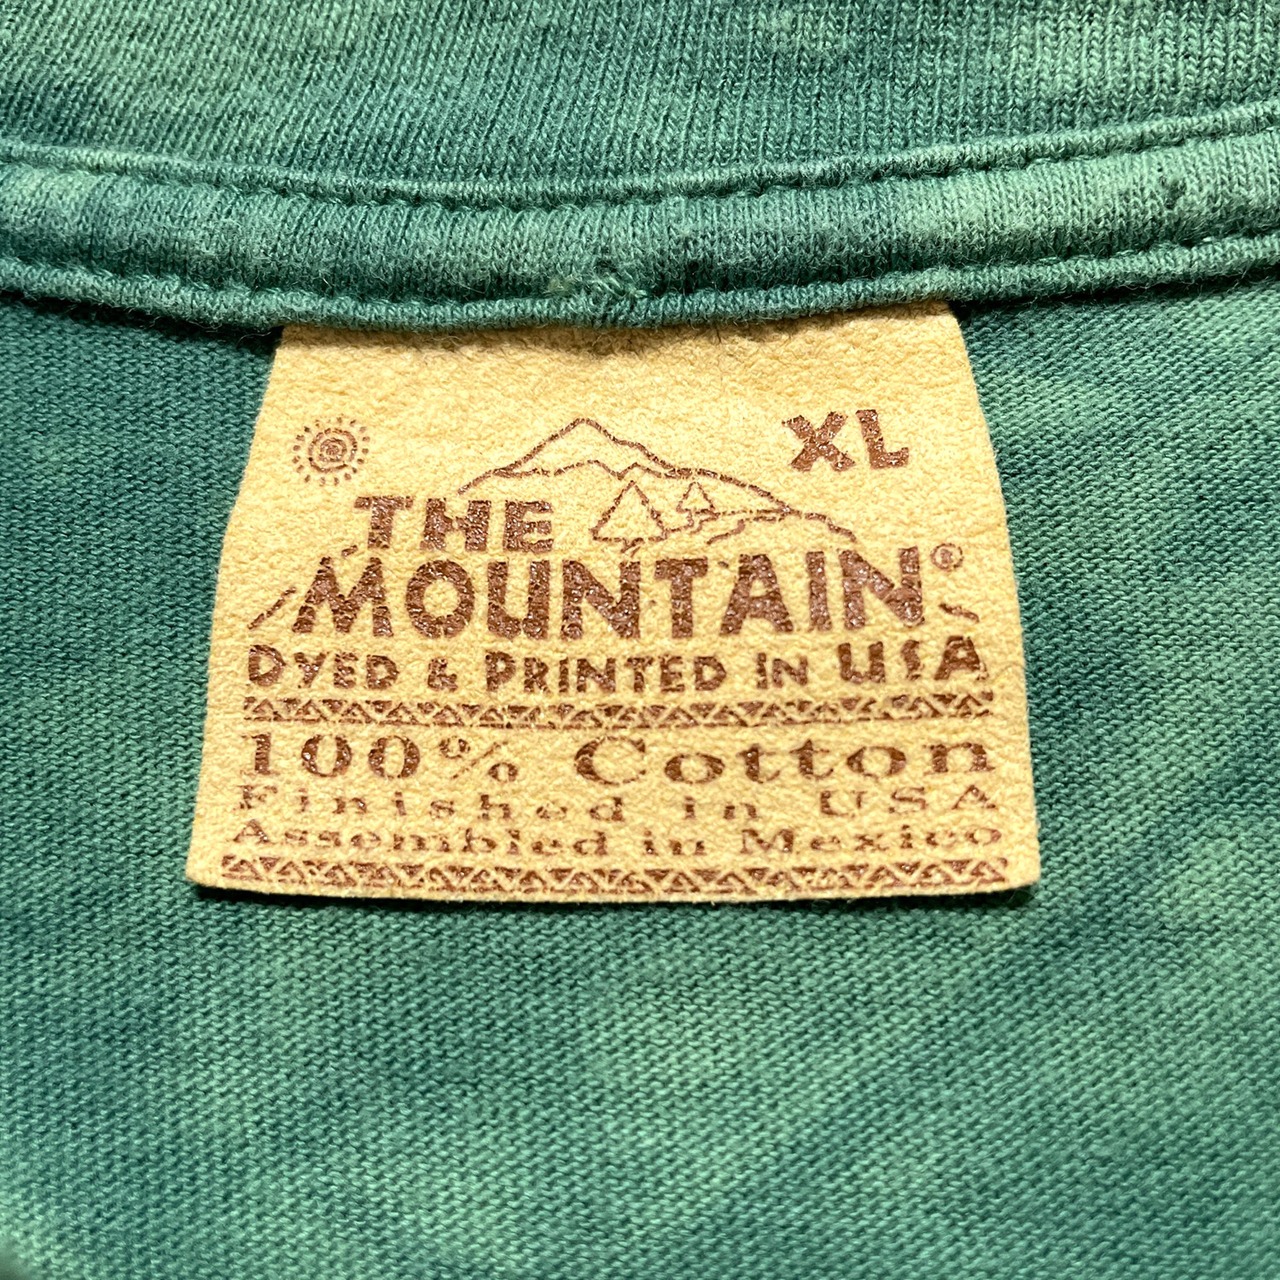 XL
THE
MOUNTAIN®
DYED & PRINTED IN USA
100% Cotton
Finished in USA
Assembled in Mexico